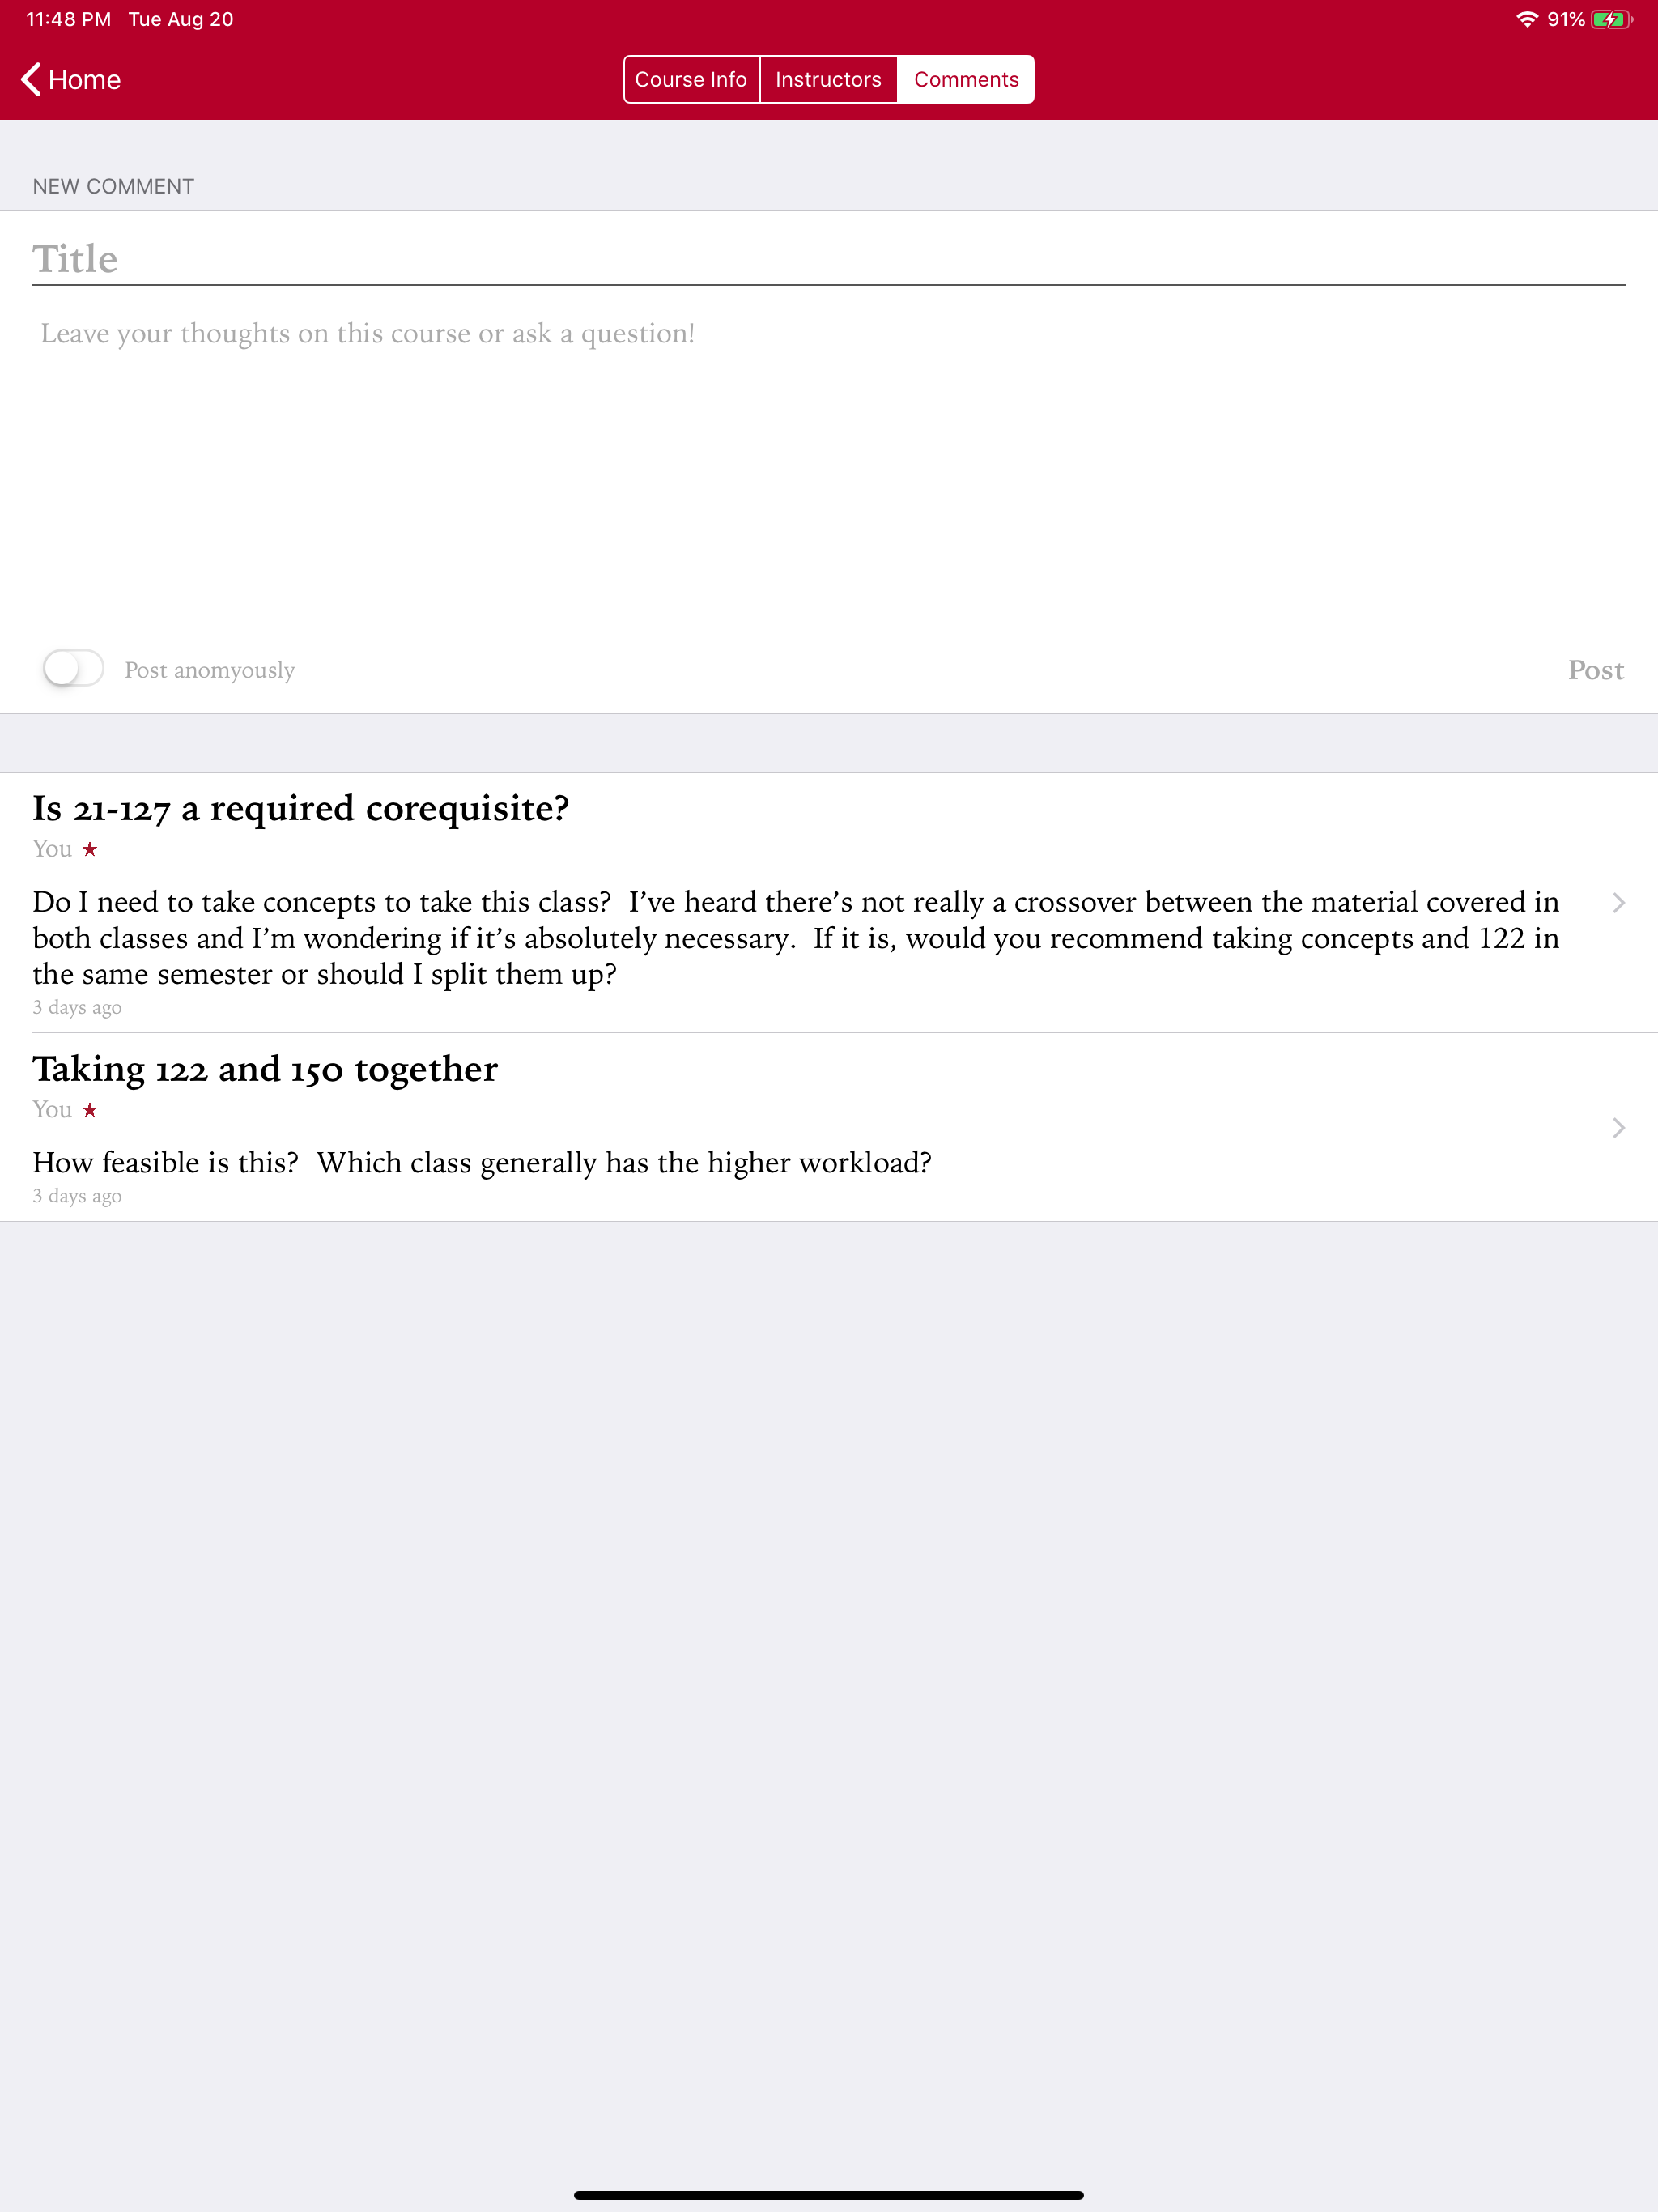 11:48 PM Tue Aug 20 91%
Home Course Info Instructors Comments
NEW COMMENT
Title
Leave your thoughts on this course or ask a question!
Post anomyously Post
Is 21-127 a required corequisite?
You ★
Do I need to take concepts to take this class?  I’ve heard there’s not really a crossover between the material covered in
both classes and I’m wondering if it’s absolutely necessary.  If it is, would you recommend taking concepts and 122 in
the same semester or should I split them up?
3 days ago
Taking 122 and 150 together
You ★
How feasible is this?  Which class generally has the higher workload?
3 days ago